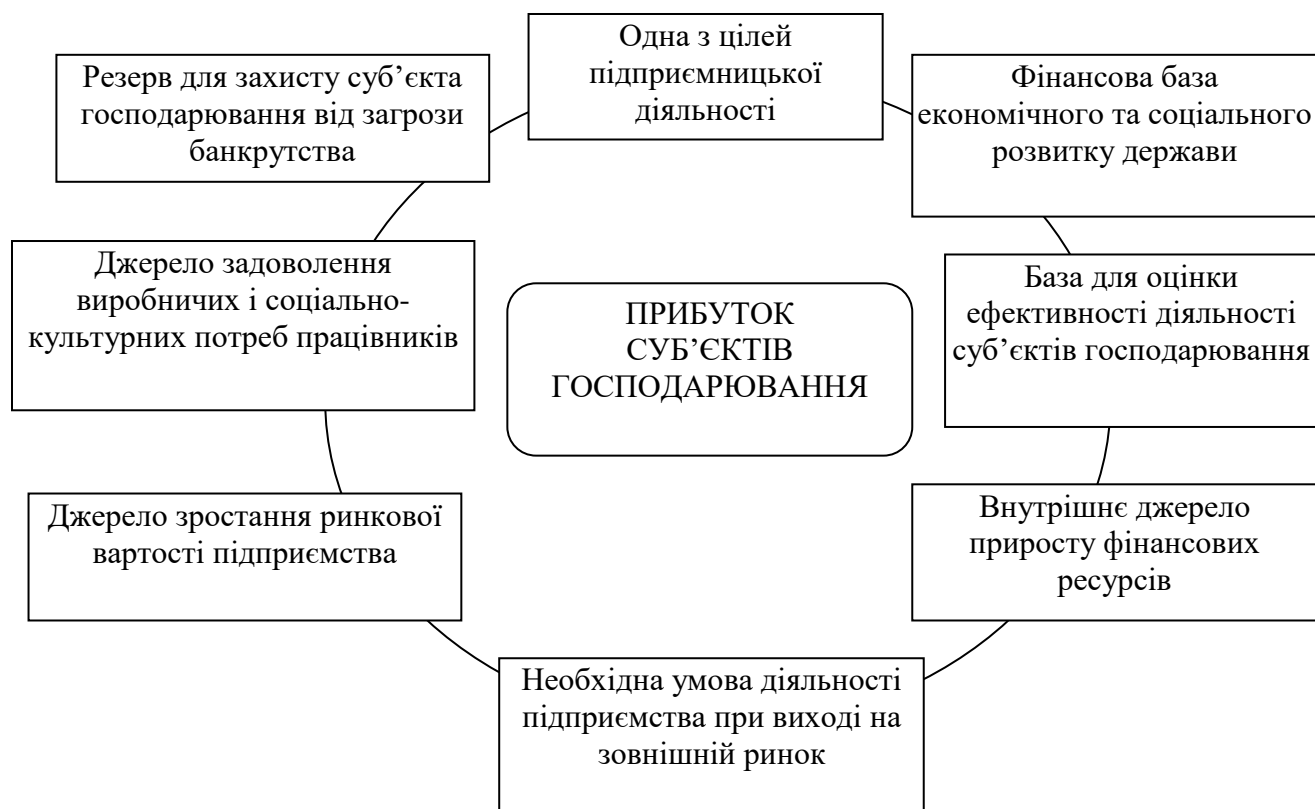 Одна з цілей
підприємницької
діяльності
Резерв для захисту суб’єкта
господарювання від загрози
банкрутства
Фінансова база
економічного та соціального
розвитку держави
Джерело задоволення
виробничих і соціально-
культурних потреб працівників
ПРИБУТОК
СУБ’ЄКТІВ
ГОСПОДАРЮВАННЯ
База для оцінки
ефективності діяльності
суб’єктів господарювання
Джерело зростання ринкової
вартості підприємства
Внутрішнє джерело
приросту фінансових
ресурсів
Необхідна умова діяльності
підприємства при виході на
зовнішній ринок